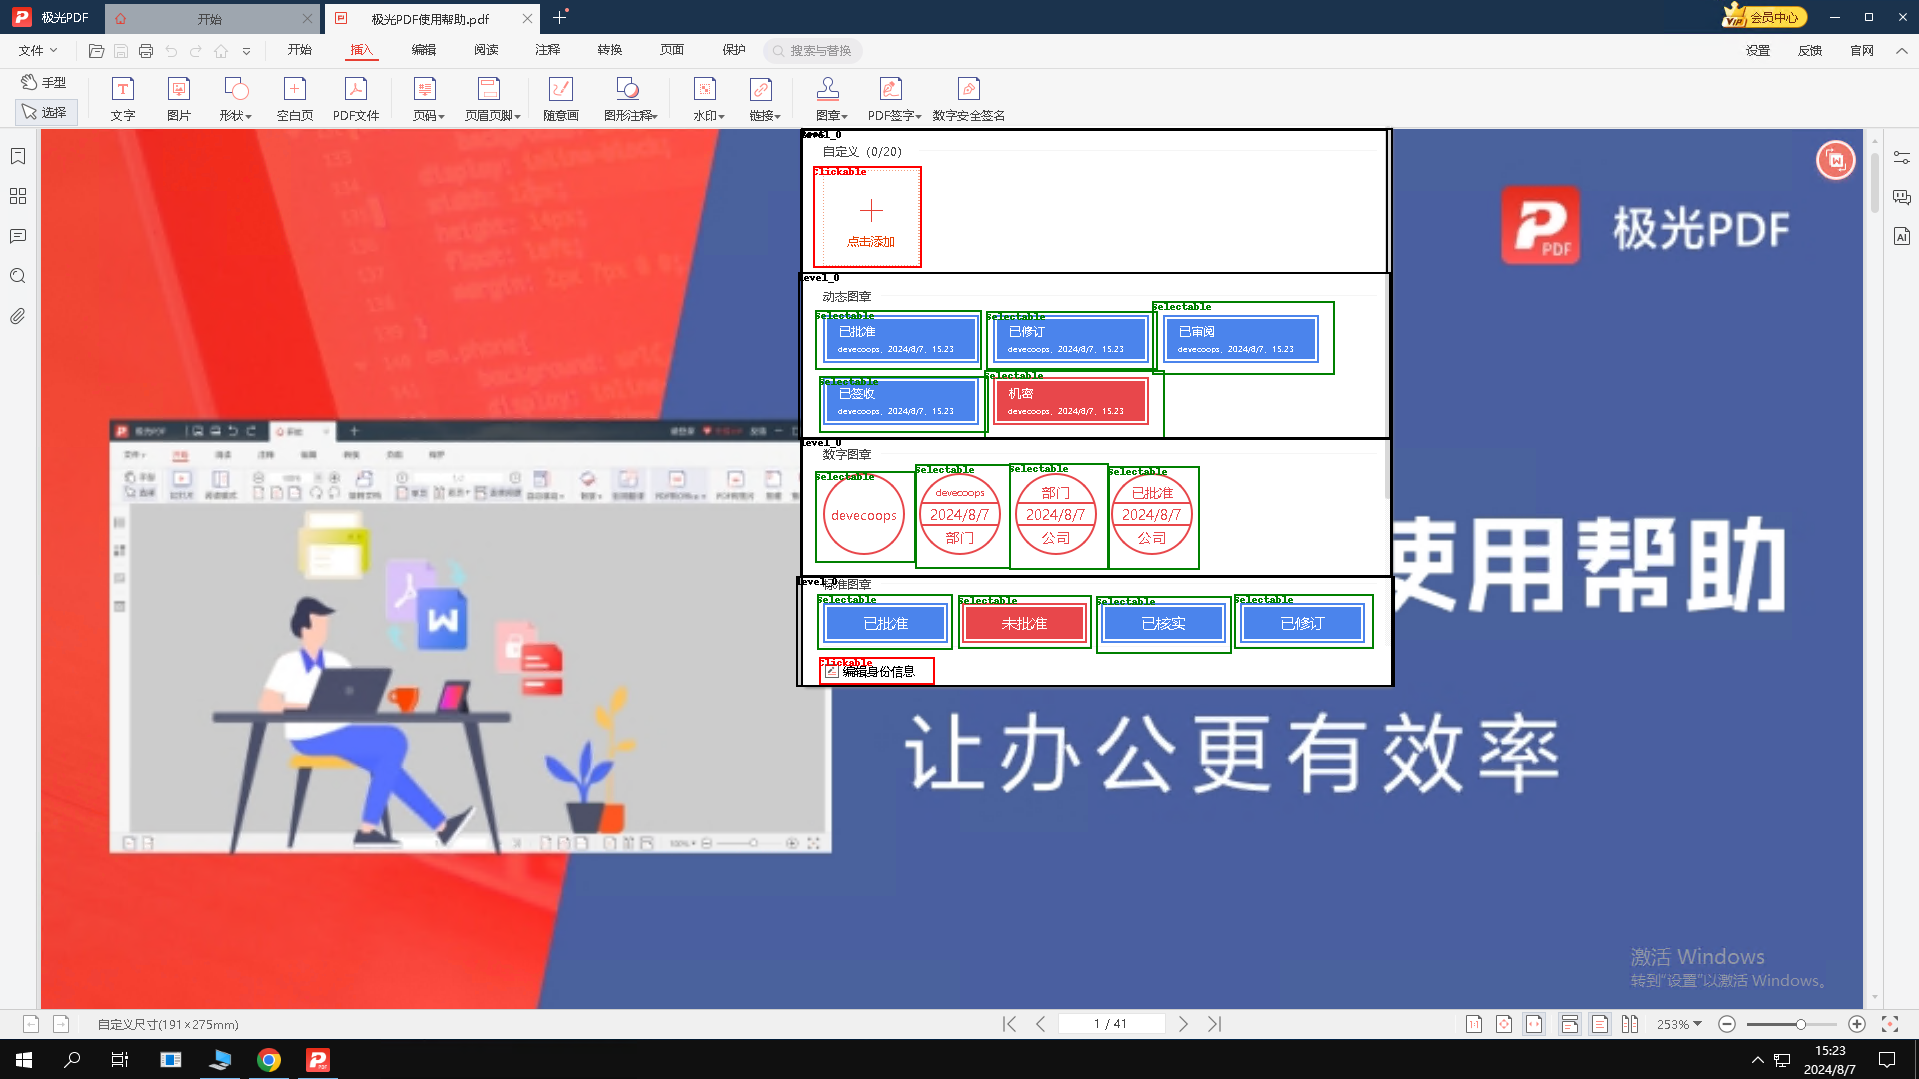 极光PDF
开始
极光PDF使用帮助.pdf
VIP 会员中心
文件
开始
插入
编辑
阅读
注释
转换
页面
保护
搜索与替换
设置
反馈
官网
手型
选择
文字
图片
形状
空白页
PDF文件
页码
页眉页脚
随意画
图形注释
水印
链接
图章
PDF签字
数字安全签名
level_0
自定义（0/20）
Clickable
点击添加
level_0
动态图章
Selectable
已批准
devecoops、2024/8/7、15.23
Selectable
已修订
devecoops、2024/8/7、15.23
Selectable
已审阅
devecoops、2024/8/7、15.23
Selectable
已签收
devecoops、2024/8/7、15.23
Selectable
机密
devecoops、2024/8/7、15.23
level_0
数字图章
Selectable
devecoops
Selectable
devecoops
2024/8/7
部门
Selectable
部门
2024/8/7
公司
Selectable
已批准
2024/8/7
公司
level_0
标准图章
Selectable
已批准
Selectable
未批准
Selectable
已核实
Selectable
已修订
Clickable
编辑身份信息
PDF
极光PDF
使用帮助
让办公更有效率
激活 Windows
转到“设置”以激活 Windows。
自定义尺寸(191×275mm)
1 / 41
253%
15:23
2024/8/7